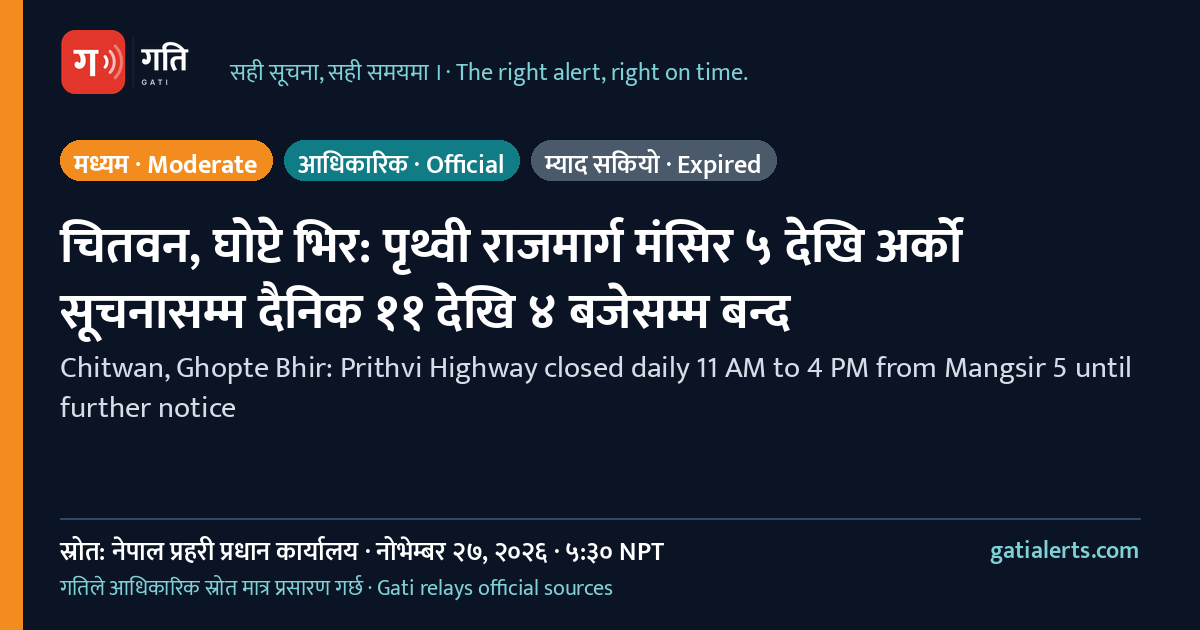 ग
गति
GATI
सही सूचना, सही समयमा । · The right alert, right on time.
मध्यम · Moderate
आधिकारिक · Official
म्याद सकियो · Expired
चितवन, घोप्टे भिर: पृथ्वी राजमार्ग मंसिर ५ देखि अर्को
सूचनासम्म दैनिक ११ देखि ४ बजेसम्म बन्द
Chitwan, Ghopte Bhir: Prithvi Highway closed daily 11 AM to 4 PM from Mangsir 5 until
further notice
स्रोत: नेपाल प्रहरी प्रधान कार्यालय · नोभेम्बर २७, २०२६ · ५:३० NPT
gatialerts.com
गतिले आधिकारिक स्रोत मात्र प्रसारण गर्छ · Gati relays official sources